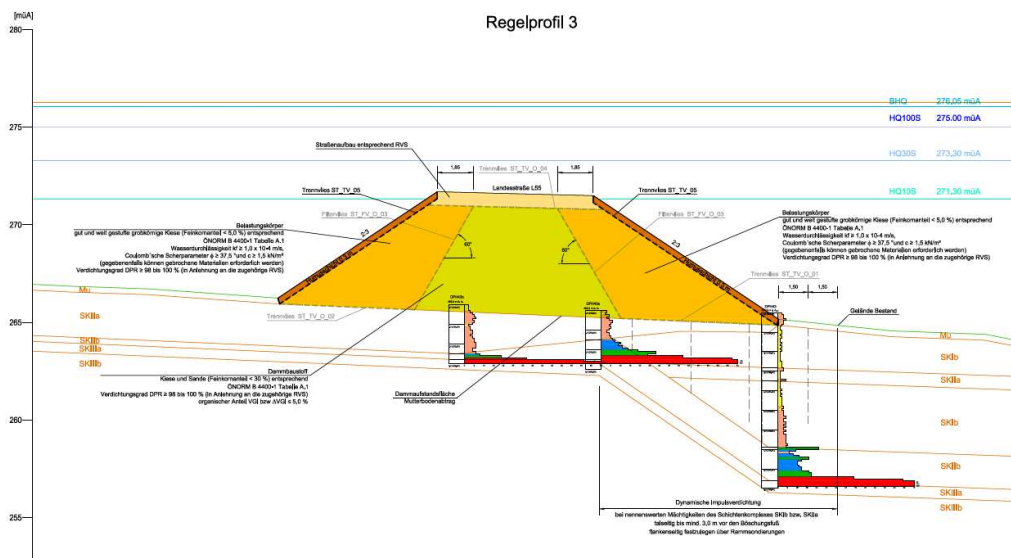 Regelprofil 3
[müA]
280
275
270
265
260
255
BHQ 276,05 müA
HQ100S 275.00 müA
HQ30S 273,30 müA
HQ10S 271,30 müA
Straßenaufbau entsprechend RVS
1,85
Trennvlies ST_TV_O_04
1,85
Trennvlies ST_TV_05
Landesstraße L55
Trennvlies ST_TV_05
Filtervlies ST_FV_O_03
Filtervlies ST_FV_O_03
2:3
2:3
60°
60°
Belastungskörper
gut und weit gestufte grobkörnige Kiese (Feinkornanteil < 5,0 %) entsprechend
ÖNORM B 4400-1 Tabelle A.1
Wasserdurchlässigkeit kf ≥ 1,0 x 10-4 m/s,
Coulomb'sche Scherparameter ϕ ≥ 37,5 °und c ≥ 1,5 kN/m²
(gegebenenfalls können gebrochene Materialien erforderlich werden)
Verdichtungsgrad DPR ≥ 98 bis 100 % (in Anlehnung an die zugehörige RVS)
Belastungskörper
gut und weit gestufte grobkörnige Kiese (Feinkornanteil < 5,0 %) entsprechend
ÖNORM B 4400-1 Tabelle A.1
Wasserdurchlässigkeit kf ≥ 1,0 x 10-4 m/s,
Coulomb'sche Scherparameter ϕ ≥ 37,5 °und c ≥ 1,5 kN/m²
(gegebenenfalls können gebrochene Materialien erforderlich werden)
Verdichtungsgrad DPR ≥ 98 bis 100 % (in Anlehnung an die zugehörige RVS)
Trennvlies ST_TV_O_01
1,50
1,50
Gelände Bestand
Trennvlies ST_TV_O_02
Mu
SKIIa
SKIIb
SKIIIa
SKIIIb
Mu
SKIb
SKIIa
SKIIb
SKIIIa
SKIIIb
Dammbaustoff
Kiese und Sande (Feinkornanteil < 30 %) entsprechend
ÖNORM B 4400-1 Tabelle A.1
Verdichtungsgrad DPR ≥ 98 bis 100 % (in Anlehnung an die zugehörige RVS)
organischer Anteil VGl bzw ΔVGl ≤ 5,0 %
Dammaufstandsfläche
Mutterbodenabtrag
Dynamische Impulsverdichtung
bei nennenswerten Mächtigkeiten des Schichtenkomplexes SKIb bzw. SKIIa
talseitig bis mind. 3,0 m vor den Böschungsfuß
flankenseitig festzulegen über Rammsondierungen